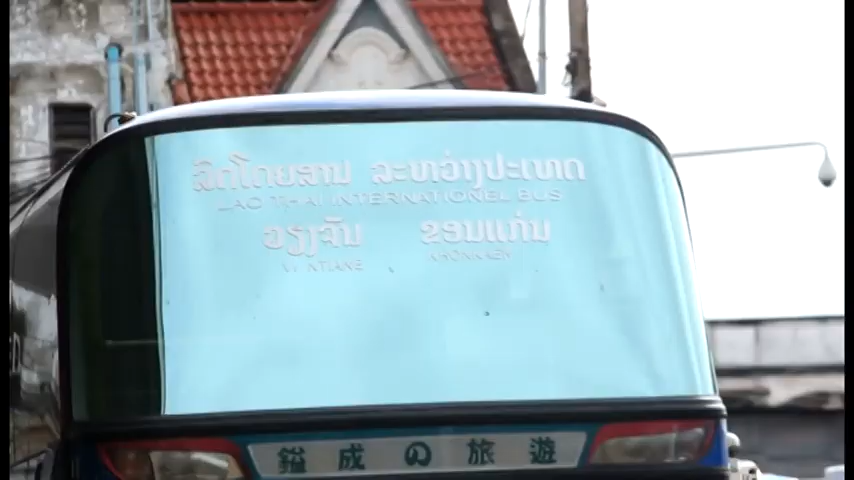 ລົດໂດຍສານ ລະຫວ່າງປະເທດ
LAO THAI INTERNATIONEL BUS
ວຽງຈັນ ຂອນແກ່ນ
KHONKAEN
鎰成の旅遊